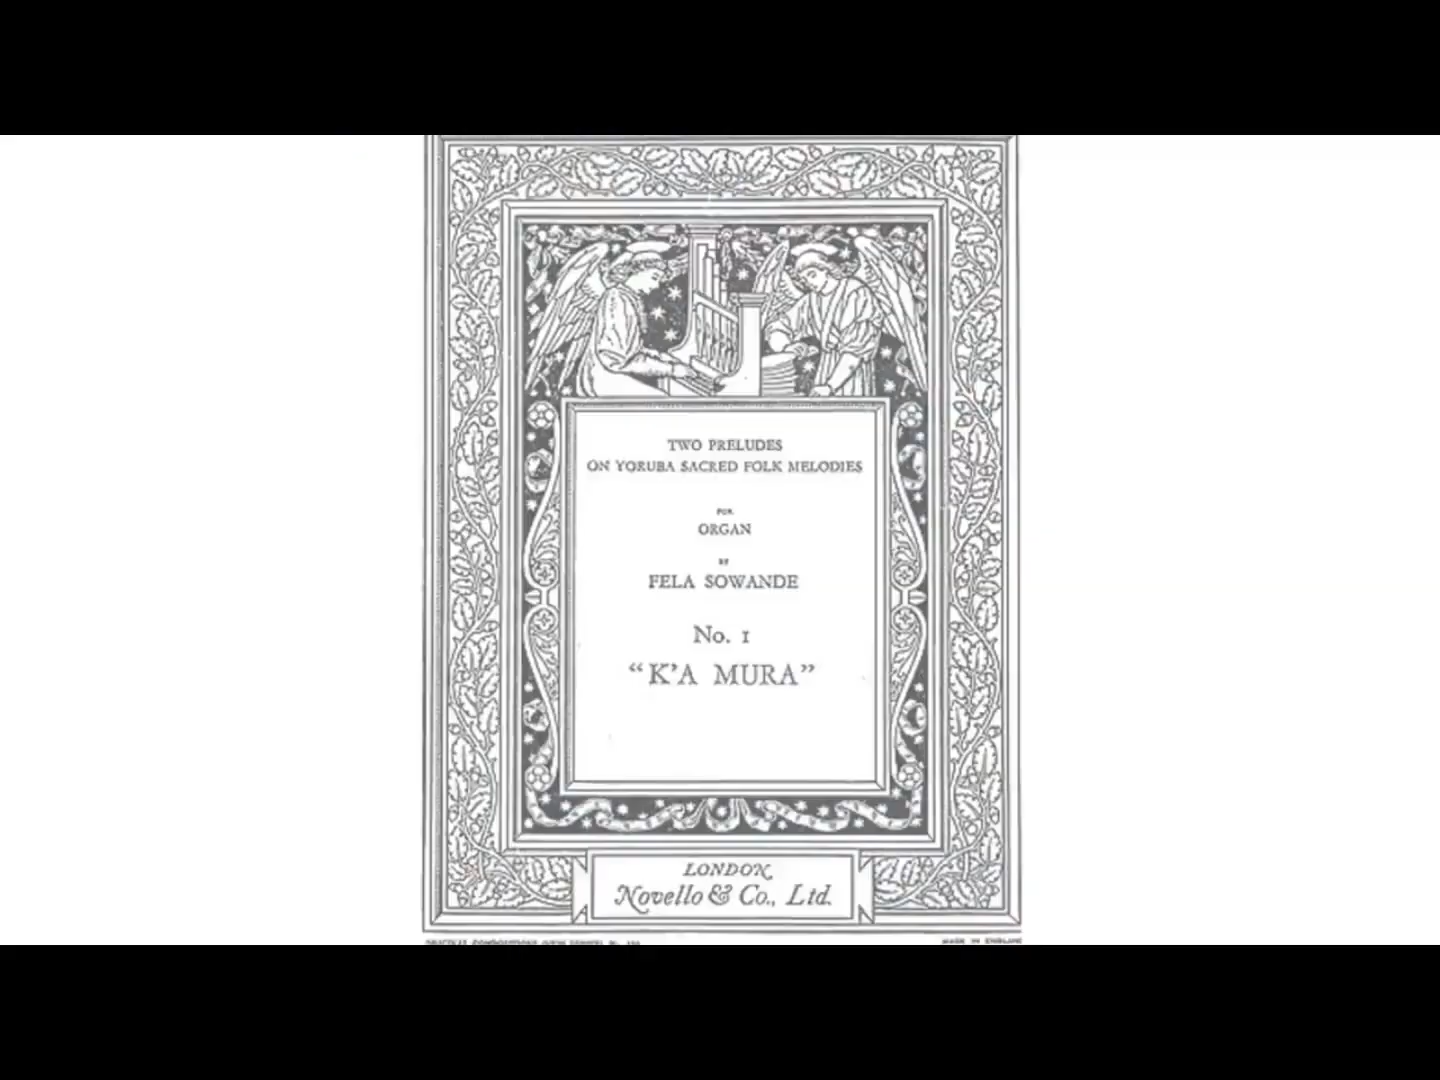 TWO PRELUDES
ON YORUBA SACRED FOLK MELODIES
FOR
ORGAN
BY
FELA SOWANDE
No. 1
“K’A MURA”
LONDON,
Novello & Co., Ltd.
MADE IN ENGLAND